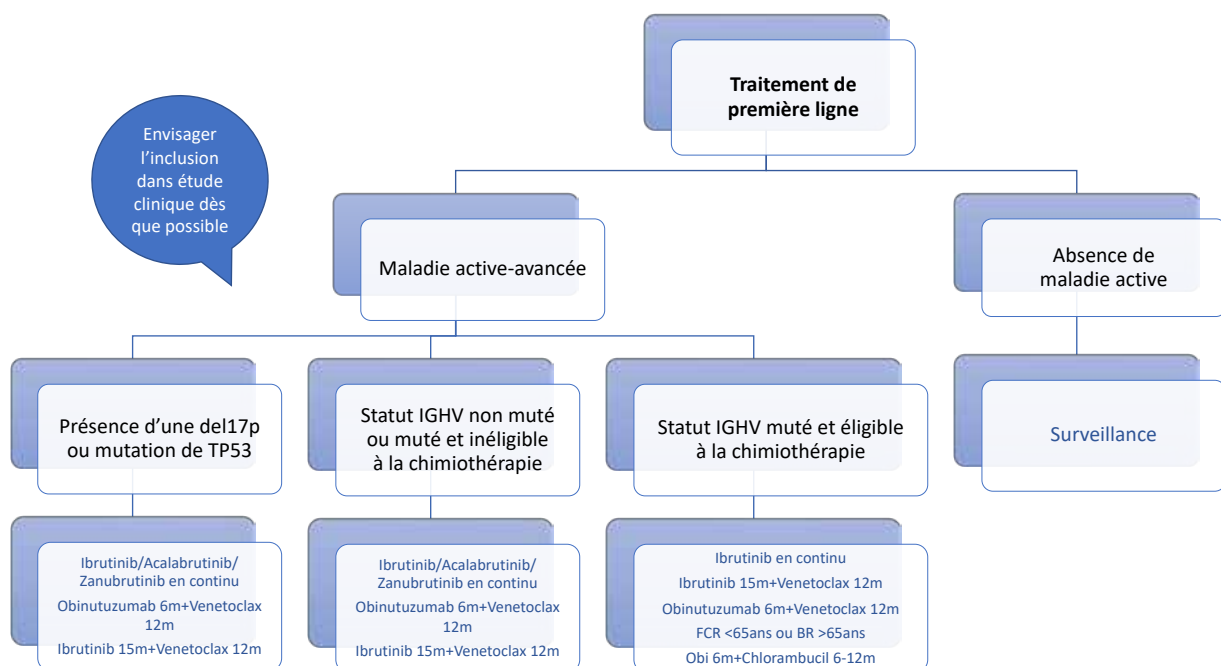 Traitement de
première ligne
Envisager
l'inclusion
dans étude
clinique dès
que possible
Maladie active-avancée
Absence de
maladie active
Présence d'une del17p
ou mutation de TP53
Statut IGHV non muté
ou muté et inéligible
à la chimiothérapie
Statut IGHV muté et éligible
à la chimiothérapie
Surveillance
Ibrutinib/Acalabrutinib/
Zanubrutinib en continu
Obinutuzumab 6m+Venetoclax
12m
Ibrutinib 15m+Venetoclax 12m
Ibrutinib/Acalabrutinib/
Zanubrutinib en continu
Obinutuzumab 6m+Venetoclax
12m
Ibrutinib 15m+Venetoclax 12m
Ibrutinib en continu
Ibrutinib 15m+Venetoclax 12m
Obinutuzumab 6m+Venetoclax 12m
FCR <65ans ou BR >65ans
Obi 6m+Chlorambucil 6-12m